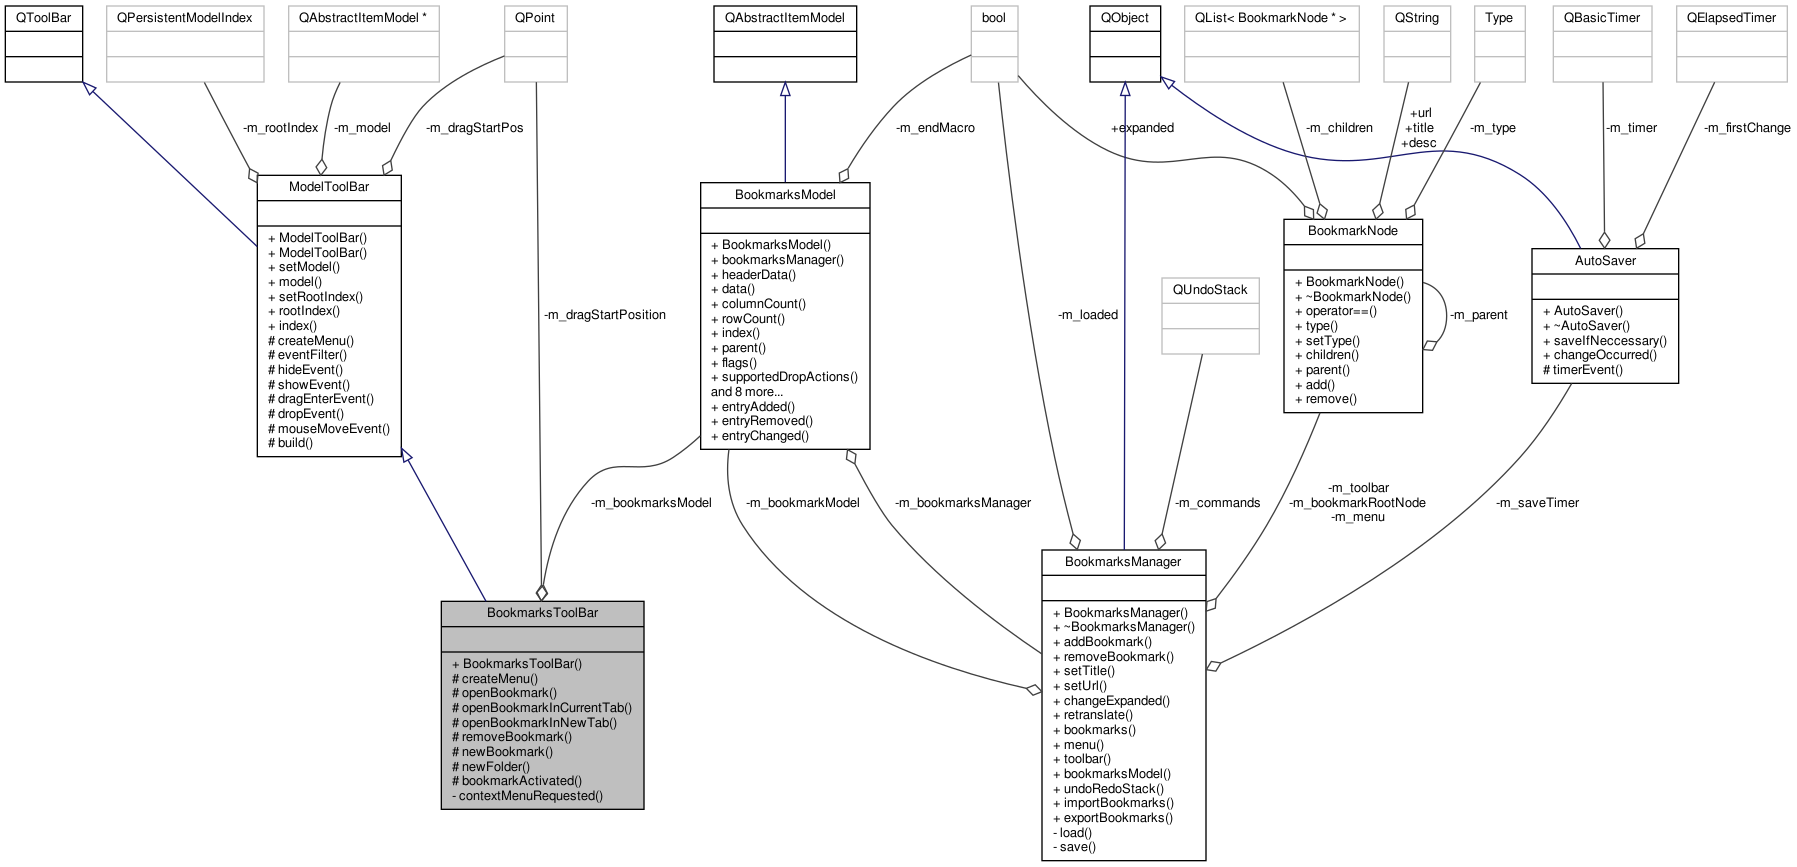 QToolBar
QPersistentModelIndex
QAbstractItemModel *
QPoint
QAbstractItemModel
bool
QObject
QList< BookmarkNode * >
QString
Type
QBasicTimer
QElapsedTimer
-m_rootIndex
-m_model
-m_dragStartPos
-m_endMacro
+expanded
-m_children
+url
+title
+desc
-m_type
-m_timer
-m_firstChange
ModelToolBar
+ ModelToolBar()
+ ModelToolBar()
+ setModel()
+ model()
+ setRootIndex()
+ rootIndex()
+ index()
# createMenu()
# eventFilter()
# hideEvent()
# showEvent()
# dragEnterEvent()
# dropEvent()
# mouseMoveEvent()
# build()
-m_dragStartPosition
BookmarksModel
+ BookmarksModel()
+ bookmarksManager()
+ headerData()
+ data()
+ columnCount()
+ rowCount()
+ index()
+ parent()
+ flags()
+ supportedDropActions()
and 8 more...
+ entryAdded()
+ entryRemoved()
+ entryChanged()
-m_loaded
QUndoStack
BookmarkNode
+ BookmarkNode()
+ ~BookmarkNode()
+ operator==()
+ type()
+ setType()
+ children()
+ parent()
+ add()
+ remove()
-m_parent
AutoSaver
+ AutoSaver()
+ ~AutoSaver()
+ saveIfNeccessary()
+ changeOccurred()
# timerEvent()
-m_bookmarksModel
-m_bookmarkModel
-m_bookmarksManager
-m_commands
-m_toolbar
-m_bookmarkRootNode
-m_menu
-m_saveTimer
BookmarksToolBar
+ BookmarksToolBar()
# createMenu()
# openBookmark()
# openBookmarkInCurrentTab()
# openBookmarkInNewTab()
# removeBookmark()
# newBookmark()
# newFolder()
# bookmarkActivated()
- contextMenuRequested()
BookmarksManager
+ BookmarksManager()
+ ~BookmarksManager()
+ addBookmark()
+ removeBookmark()
+ setTitle()
+ setUrl()
+ changeExpanded()
+ retranslate()
+ bookmarks()
+ menu()
+ toolbar()
+ bookmarksModel()
+ undoRedoStack()
+ importBookmarks()
+ exportBookmarks()
- load()
- save()